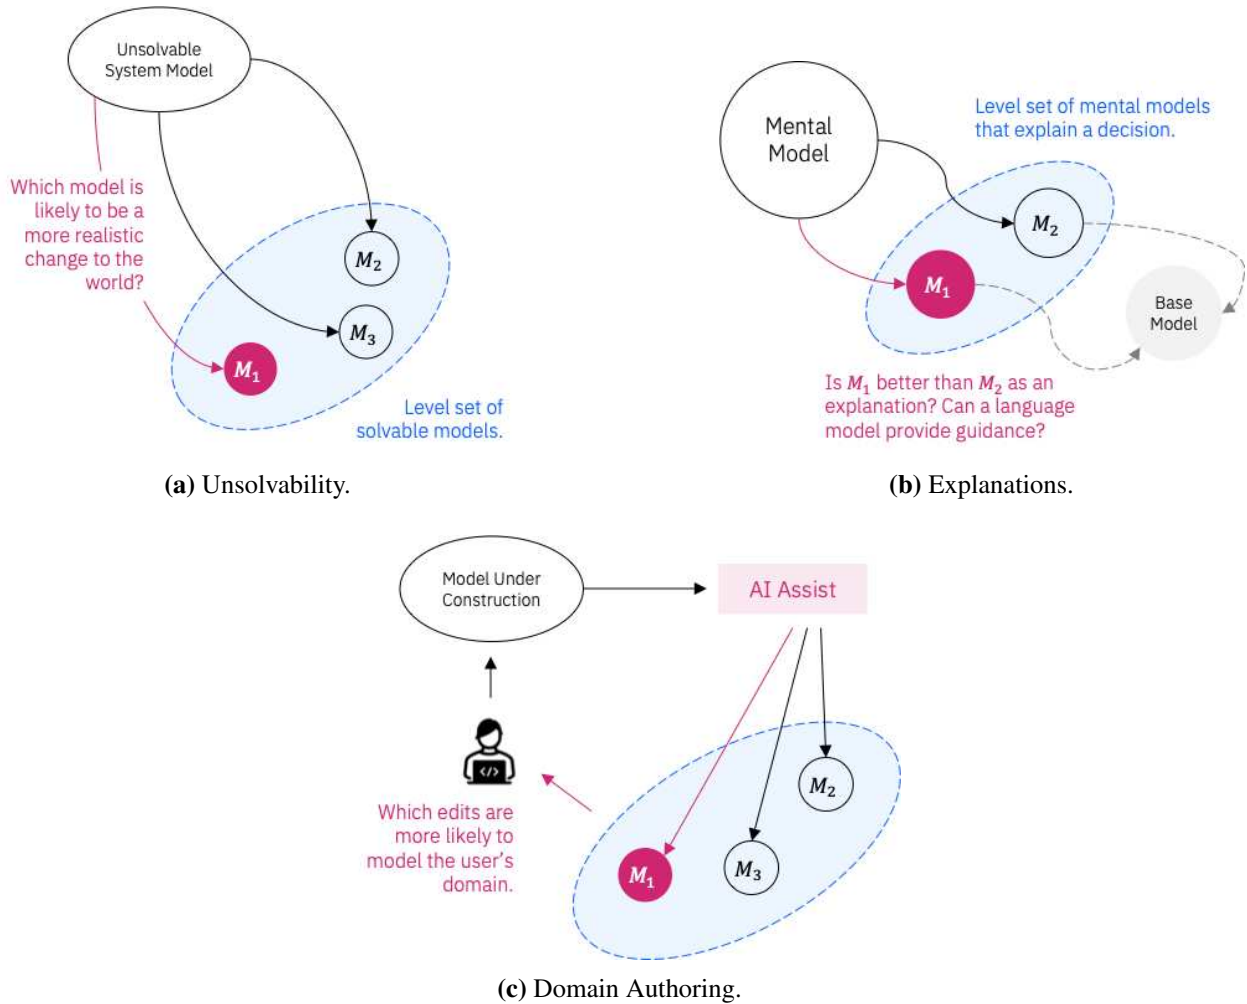 Unsolvable
System Model
Which model is
likely to be a
more realistic
change to the
world?
M₂
M₃
M₁
Level set of
solvable models.
(a) Unsolvability.
Mental
Model
Level set of mental models
that explain a decision.
M₂
M₁
Base
Model
Is M₁ better than M₂ as an
explanation? Can a language
model provide guidance?
(b) Explanations.
Model Under
Construction
AI Assist
</>
Which edits are
more likely to
model the user's
domain.
M₂
M₃
M₁
(c) Domain Authoring.